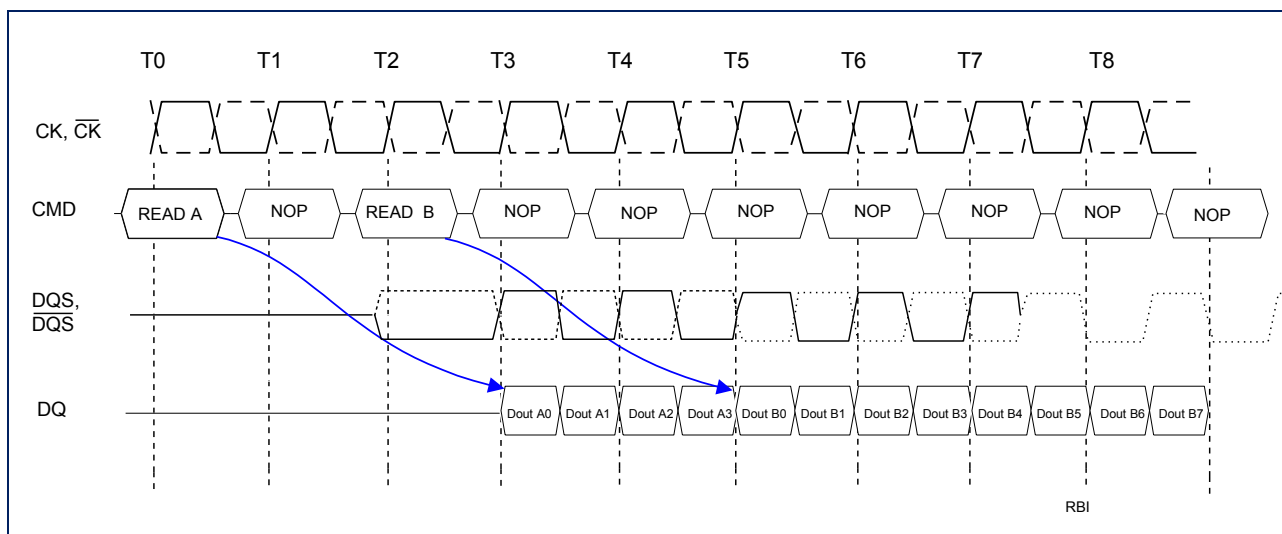 T0 T1 T2 T3 T4 T5 T6 T7 T8
CK, CK
CMD READ A NOP READ B NOP NOP NOP NOP NOP NOP NOP
DQS,
DQS
DQ Dout A0 Dout A1 Dout A2 Dout A3 Dout B0 Dout B1 Dout B2 Dout B3 Dout B4 Dout B5 Dout B6 Dout B7
RBI